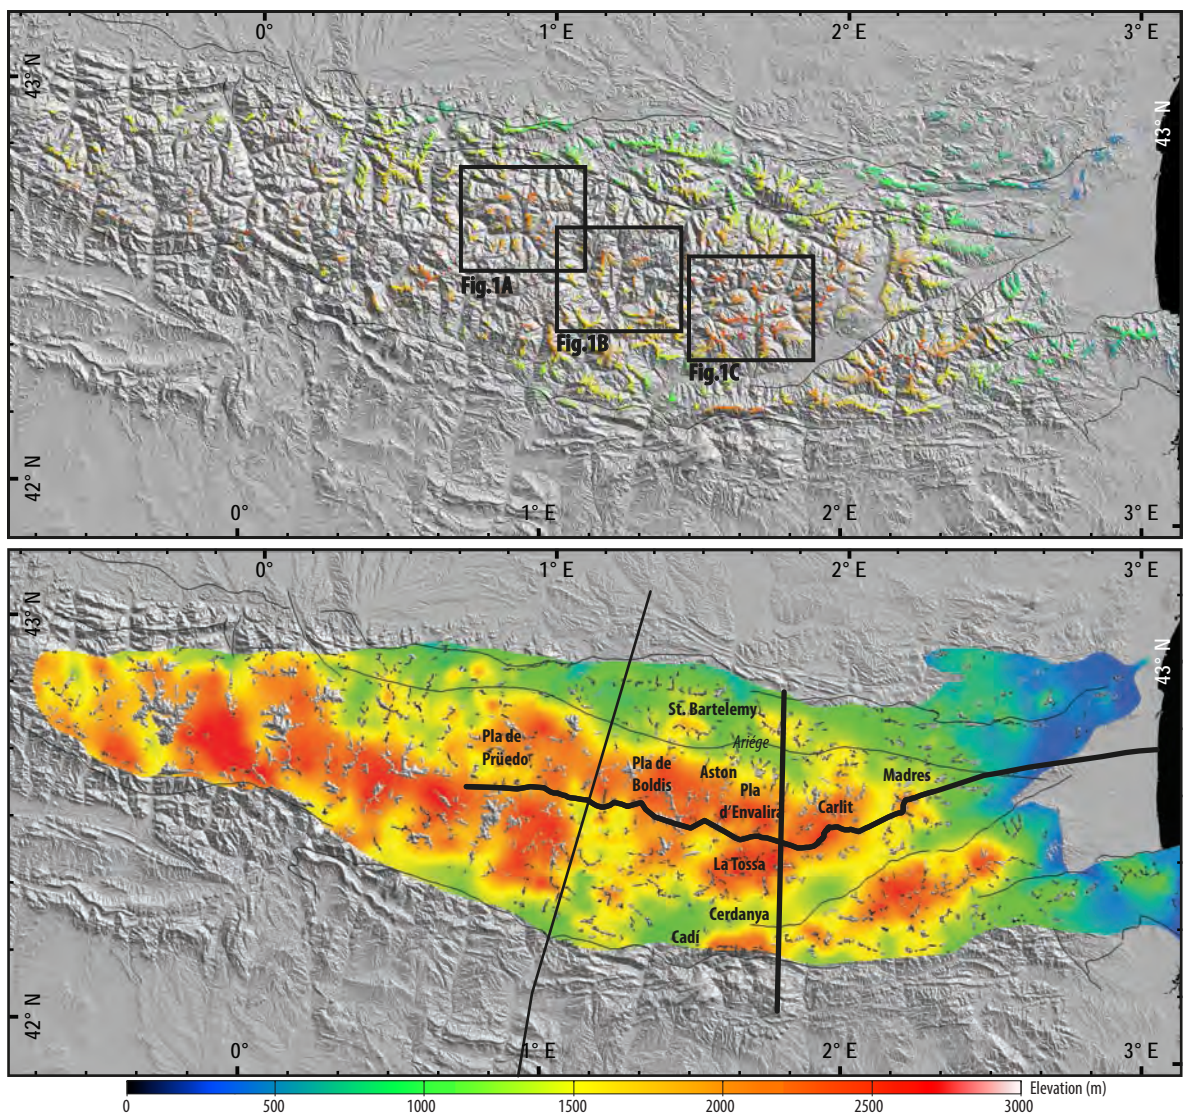 0°
1° E
2° E
3° E
43° N
43° N
Fig.1A
Fig.1B
Fig.1C
42° N
0°
1° E
2° E
3° E
0°
1° E
2° E
3° E
43° N
43° N
St. Bartelemy
Ariége
Pla de
Prüedo
Pla de
Boldis
Aston
Pla
d'Envalira
Madres
Carlit
La Tossa
Cerdanya
Cadí
42° N
0°
1° E
2° E
3° E
Elevation (m)
0
500
1000
1500
2000
2500
3000